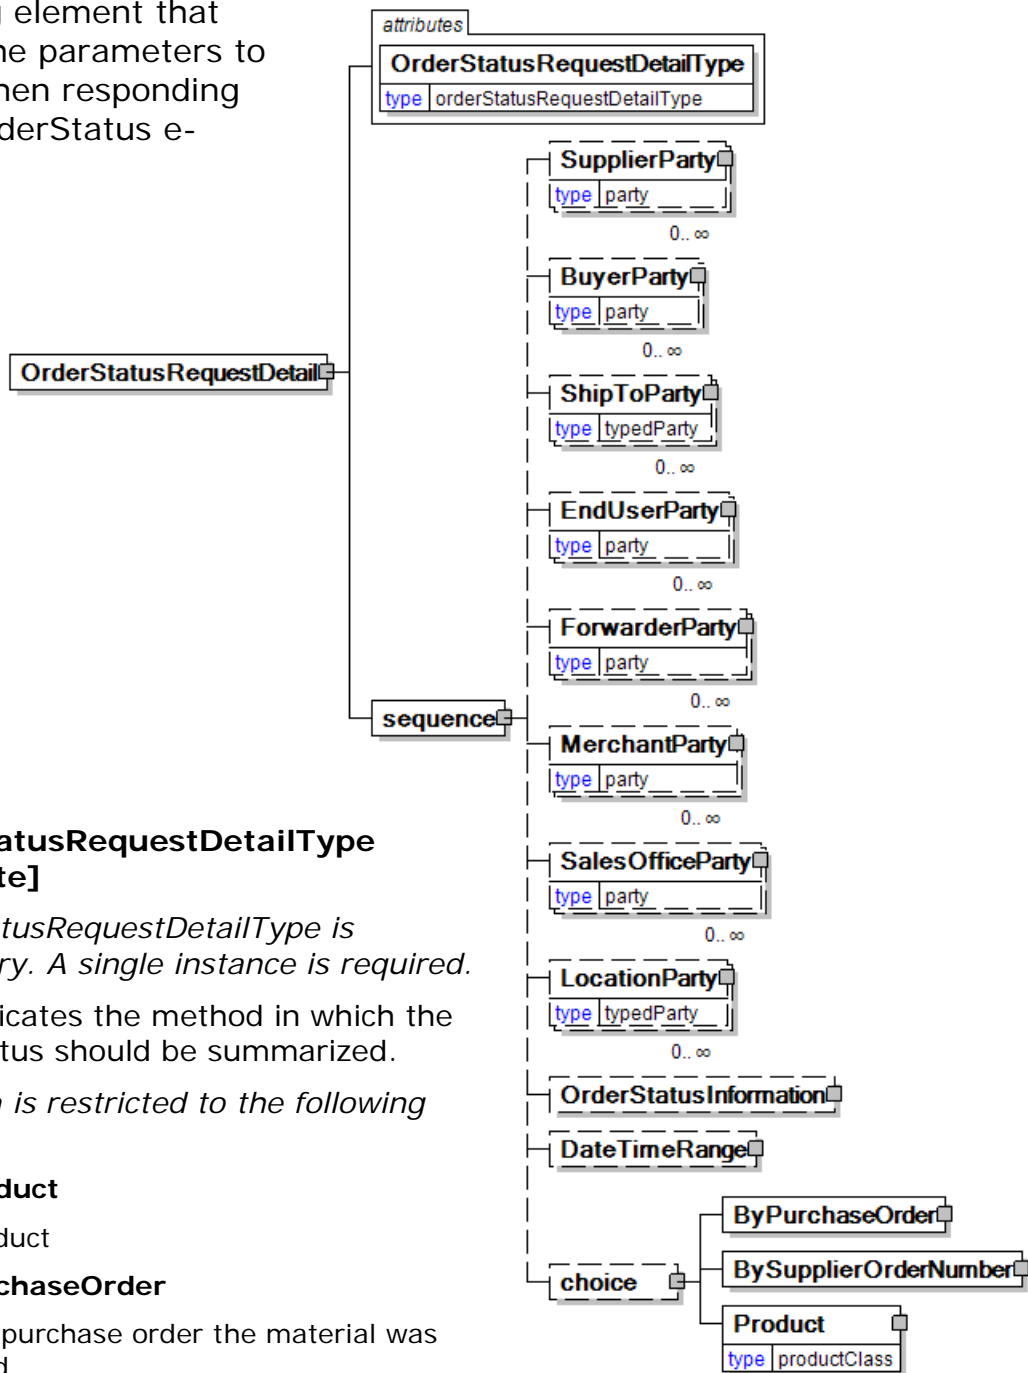 g element that
ne parameters to
hen responding
derStatus e-
attributes
OrderStatusRequestDetailType
type orderStatusRequestDetailType
SupplierParty
type party
0.. ∞
BuyerParty
type party
0.. ∞
ShipToParty
type typedParty
0.. ∞
OrderStatusRequestDetail
EndUserParty
type party
0.. ∞
ForwarderParty
type party
0.. ∞
sequence
MerchantParty
type party
0.. ∞
SalesOfficeParty
type party
0.. ∞
LocationParty
type typedParty
0.. ∞
OrderStatusInformation
DateTimeRange
choice
ByPurchaseOrder
BySupplierOrderNumber
Product
type productClass
atusRequestDetailType
te]
tusRequestDetailType is
ry. A single instance is required.
icates the method in which the
tus should be summarized.
n is restricted to the following
duct
duct
chaseOrder
purchase order the material was